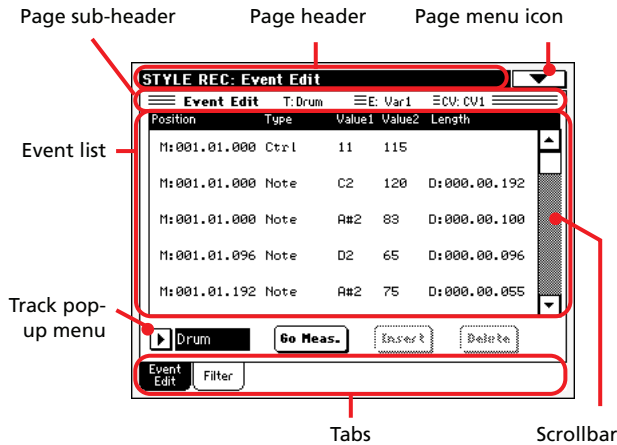 Page sub-header Page header Page menu icon
STYLE REC: Event Edit
Event Edit T:Drum E: Var1 CV: CV1
Position Type Value1 Value2 Length
Event list
M:001.01.000 Ctrl 11 115
M:001.01.000 Note C2 120 D:000.00.192
M:001.01.000 Note A#2 83 D:000.00.100
M:001.01.096 Note D2 65 D:000.00.096
M:001.01.192 Note A#2 75 D:000.00.055
Track pop-
up menu
Drum Go Meas. Insert Delete
Event
Edit
Filter
Tabs Scrollbar